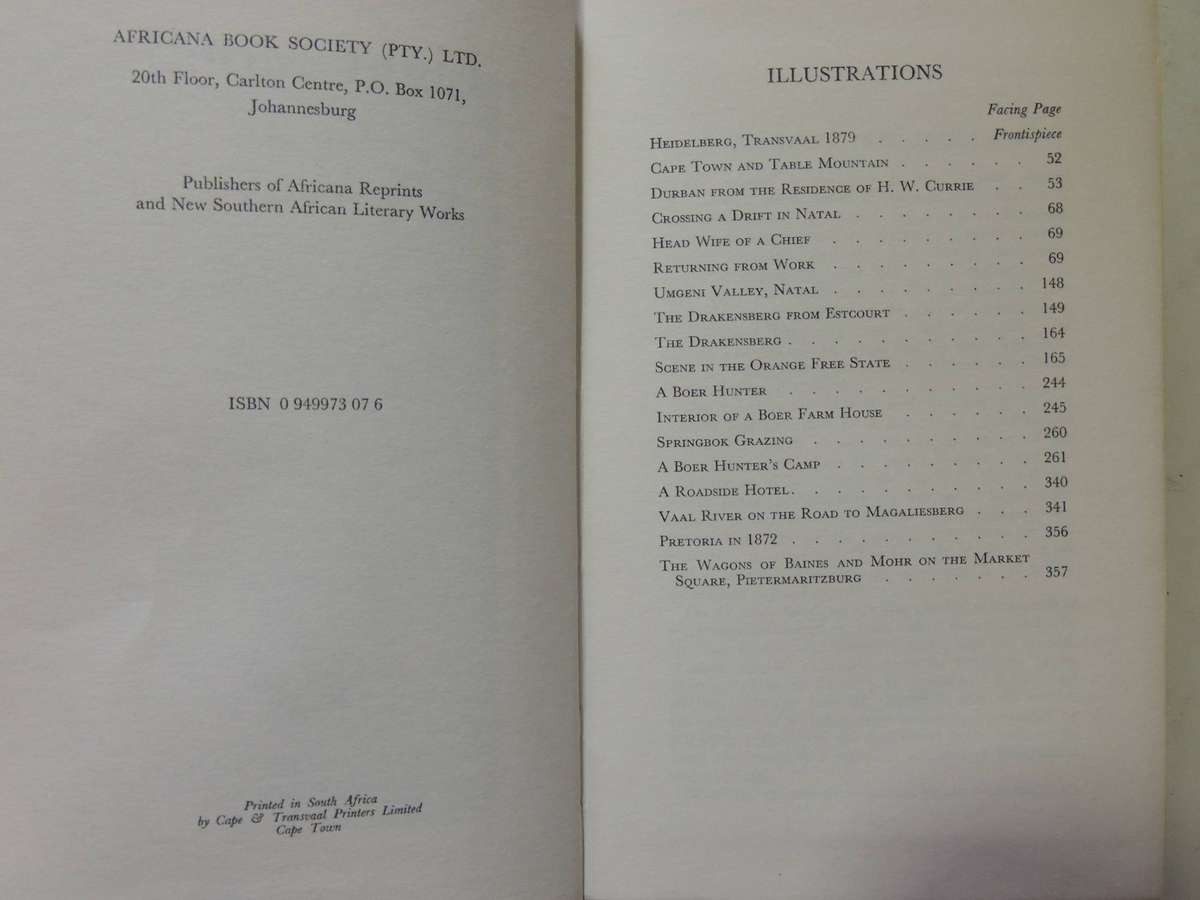 AFRICANA BOOK SOCIETY (PTY.) LTD.
20th Floor, Carlton Centre, P.O. Box 1071,
Johannesburg
Publishers of Africana Reprints
and New Southern African Literary Works
ISBN 0 949973 07 6
Printed in South Africa
by Cape & Transvaal Printers Limited
Cape Town
ILLUSTRATIONS
Facing Page
HEIDELBERG, TRANSVAAL 1879 . . . . . Frontispiece
CAPE TOWN AND TABLE MOUNTAIN . . . . . . 52
DURBAN FROM THE RESIDENCE OF H. W. CURRIE . . 53
CROSSING A DRIFT IN NATAL . . . . . . . . 68
HEAD WIFE OF A CHIEF . . . . . . . . . 69
RETURNING FROM WORK . . . . . . . . . 69
UMGENI VALLEY, NATAL . . . . . . . . . 148
THE DRAKENSBERG FROM ESTCOURT . . . . . . 149
THE DRAKENSBERG . . . . . . . . . . . 164
SCENE IN THE ORANGE FREE STATE . . . . . . 165
A BOER HUNTER . . . . . . . . . . . 244
INTERIOR OF A BOER FARM HOUSE . . . . . . 245
SPRINGBOK GRAZING . . . . . . . . . . 260
A BOER HUNTER'S CAMP . . . . . . . . . 261
A ROADSIDE HOTEL. . . . . . . . . . . 340
VAAL RIVER ON THE ROAD TO MAGALIESBERG . . . 341
PRETORIA IN 1872 . . . . . . . . . . . 356
THE WAGONS OF BAINES AND MOHR ON THE MARKET
SQUARE, PIETERMARITZBURG . . . . . . . 357